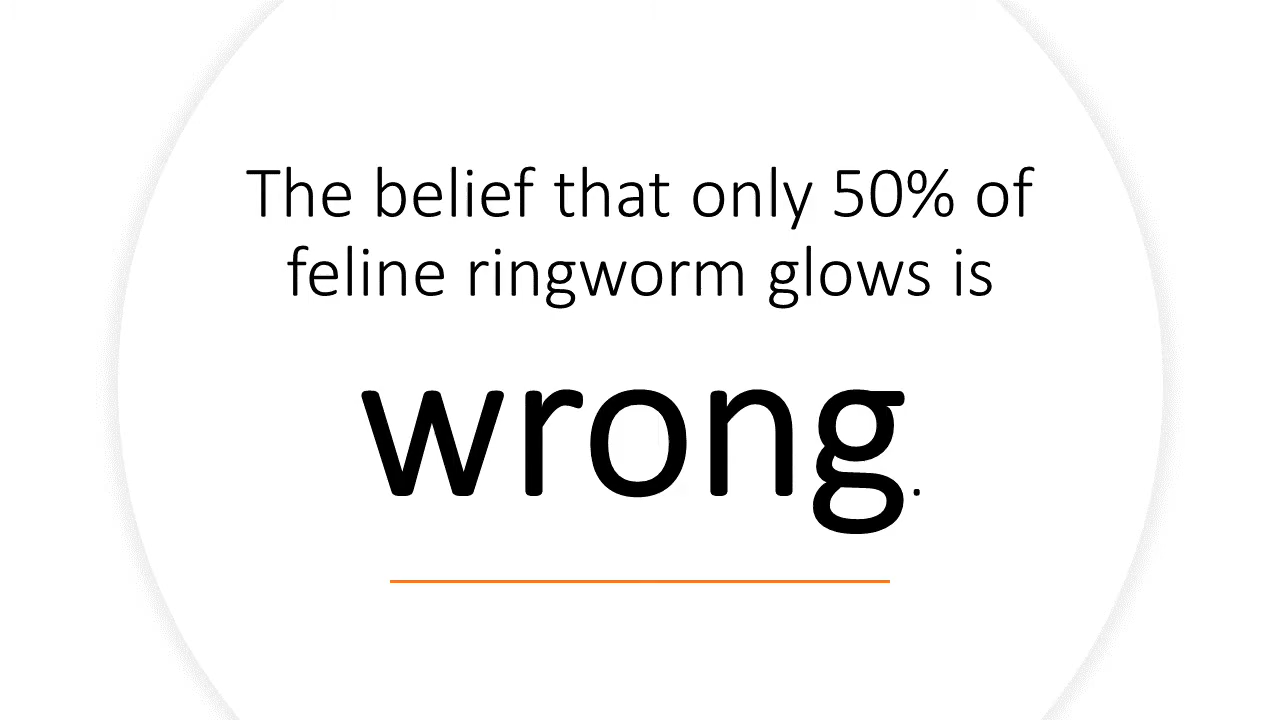 The belief that only 50% of
feline ringworm glows is
wrong.